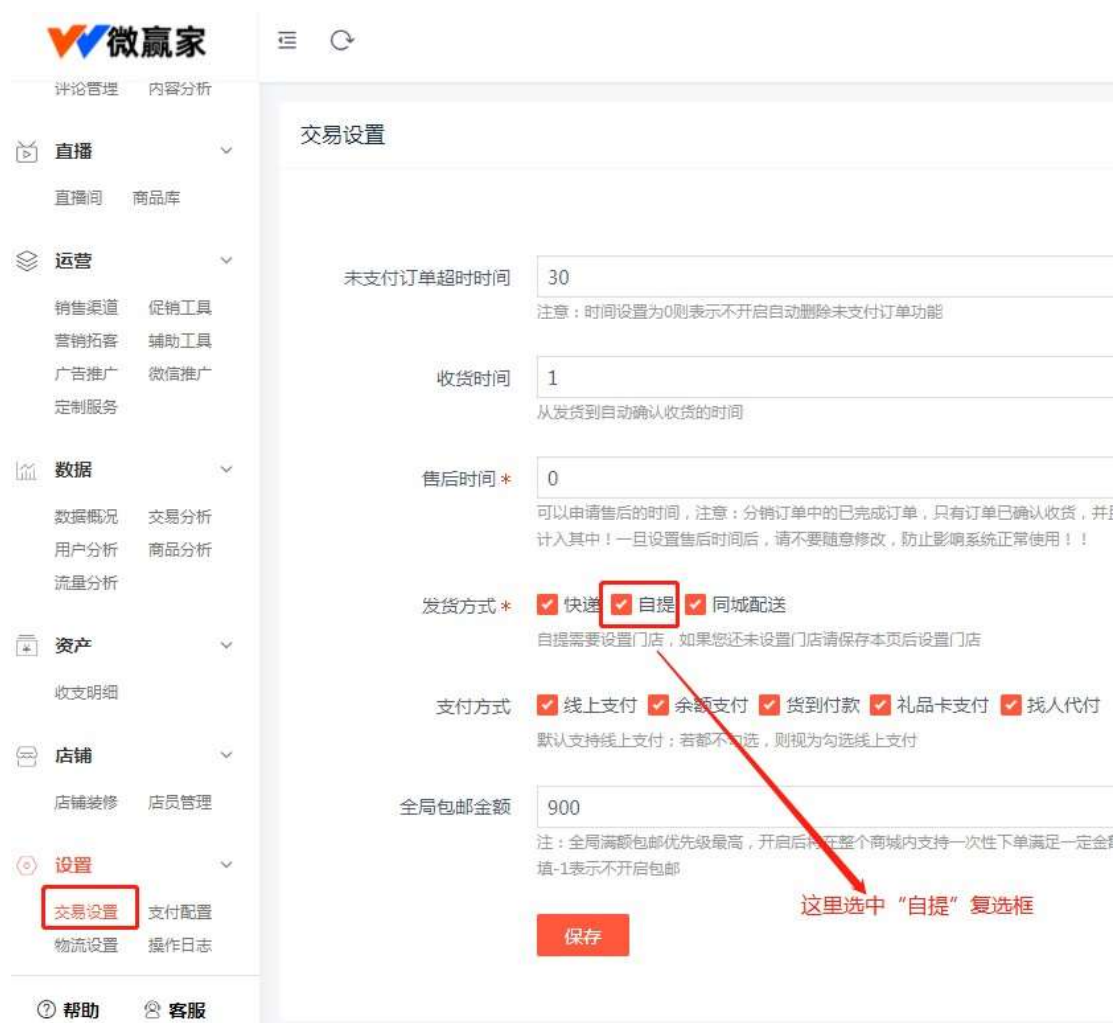 微赢家
评论管理 内容分析
直播
直播间 商品库
运营
销售渠道 促销工具
营销拓客 辅助工具
广告推广 微信推广
定制服务
数据
数据概况 交易分析
用户分析 商品分析
流量分析
资产
收支明细
店铺
店铺装修 店员管理
设置
交易设置 支付配置
物流设置 操作日志
帮助 客服
交易设置
未支付订单超时时间 30
注意：时间设置为0则表示不开启自动删除未支付订单功能
收货时间 1
从发货到自动确认收货的时间
售后时间* 0
可以申请售后的时间，注意：分销订单中的已完成订单，只有订单已确认收货，并且
计入其中！一旦设置售后时间后，请不要随意修改，防止影响系统正常使用！！
发货方式* 快递 自提 同城配送
自提需要设置门店，如果您还未设置门店请保存本页后设置门店
支付方式 线上支付 余额支付 货到付款 礼品卡支付 找人代付
默认支持线上支付；若都不勾选，则视为勾选线上支付
全局包邮金额 900
注：全局满额包邮优先级最高，开启后将在整个商城内支持一次性下单满足一定金额
填-1表示不开启包邮
这里选中“自提”复选框
保存